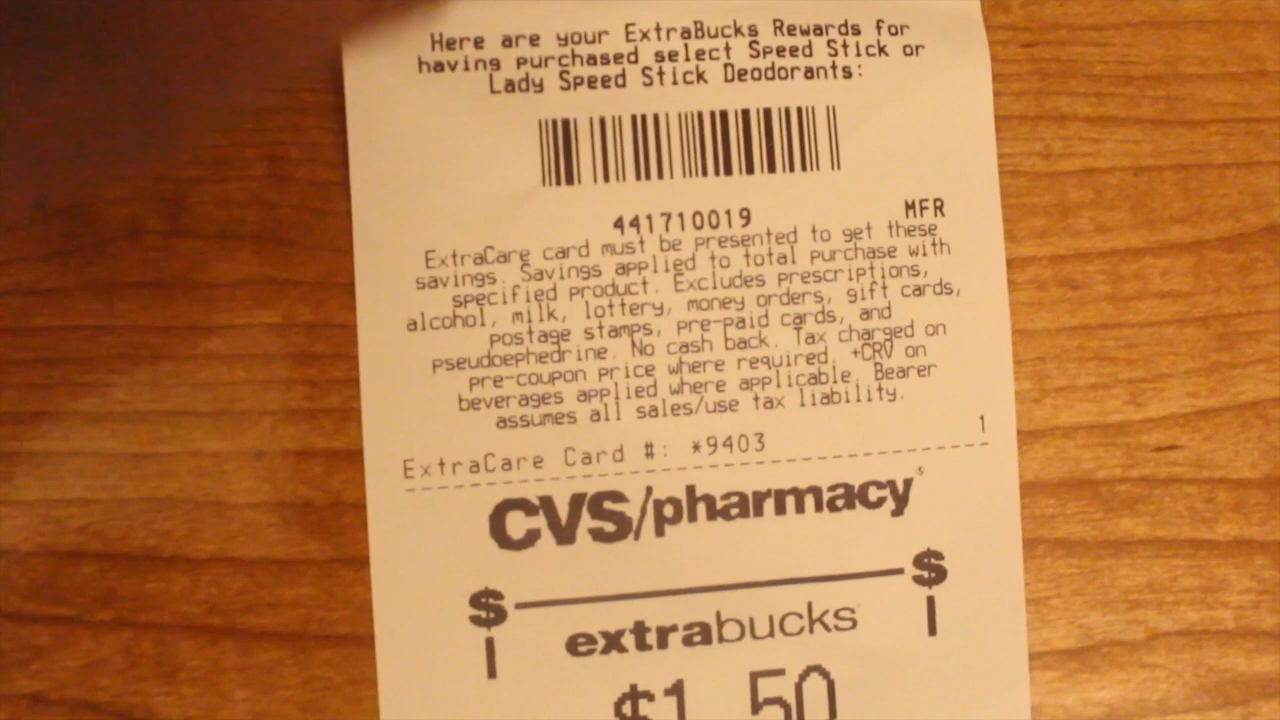 Here are your ExtraBucks Rewards for
having purchased select Speed Stick or
Lady Speed Stick Deodorants:
441710019 MFR
ExtraCare card must be presented to get these
savings. Savings applied to total purchase with
specified product. Excludes prescriptions,
alcohol, milk, lottery, money orders, gift cards,
postage stamps, pre-paid cards, and
pseudoephedrine. No cash back. Tax charged on
pre-coupon price where required. +CRV on
beverages applied where applicable. Bearer
assumes all sales/use tax liability.
ExtraCare Card #: *9403 1
CVS/pharmacy®
$ $
extrabucks
$1.50